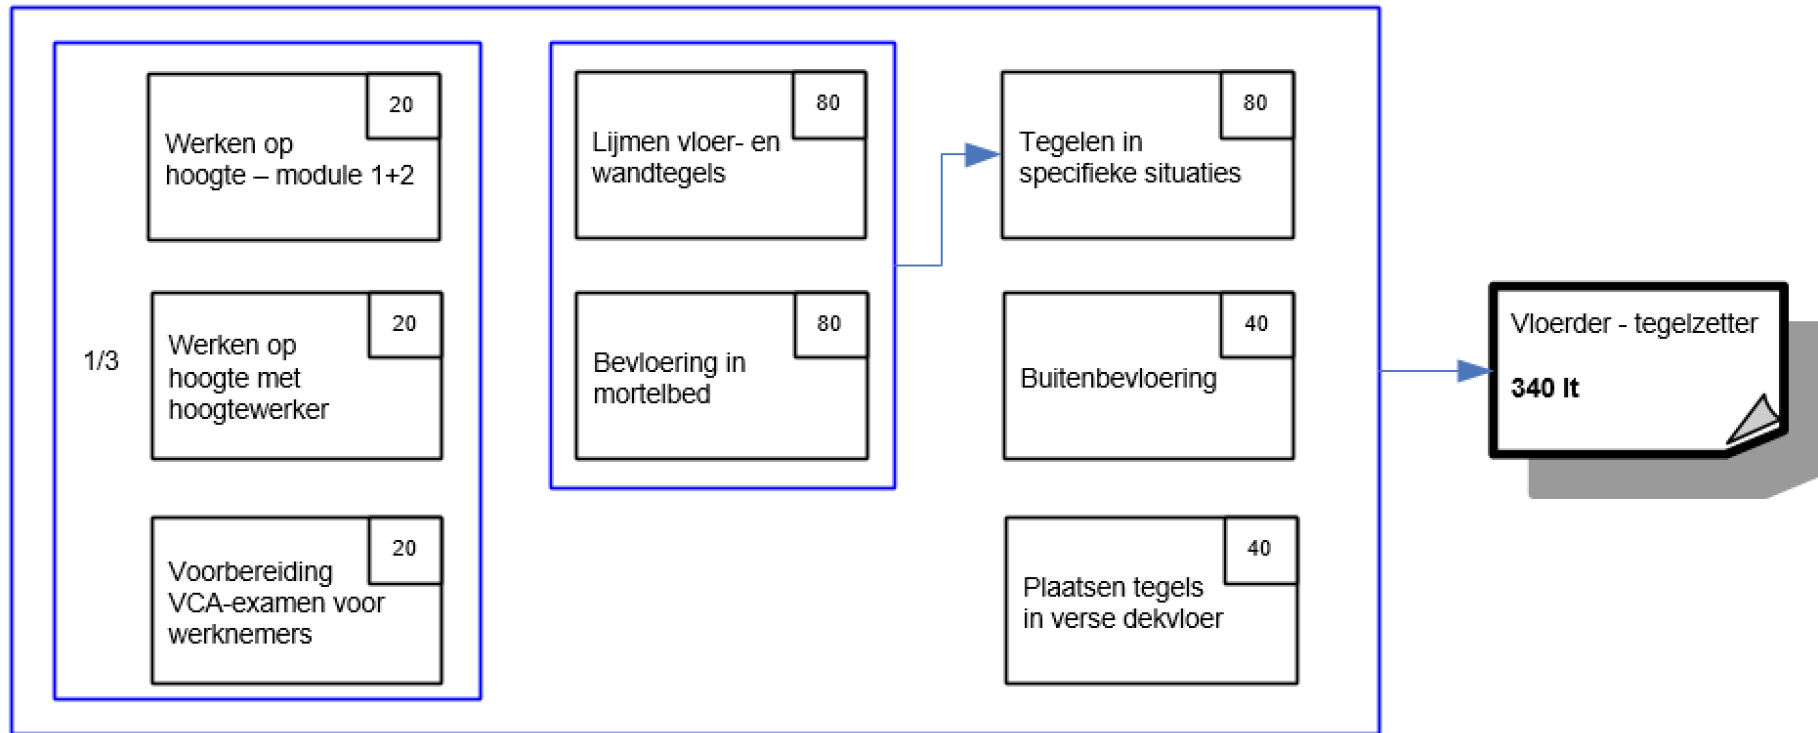 20
Werken op
hoogte – module 1+2
1/3
20
Werken op
hoogte met
hoogtewerker
20
Voorbereiding
VCA-examen voor
werknemers
80
Lijmen vloer- en
wandtegels
80
Bevloering in
mortelbed
80
Tegelen in
specifieke situaties
40
Buitenbevloering
40
Plaatsen tegels
in verse dekvloer
Vloerder - tegelzetter
340 lt